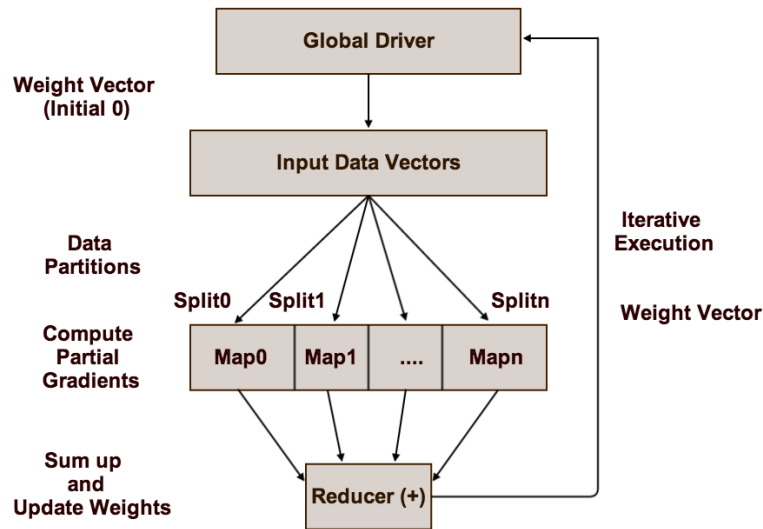 Global Driver
Weight Vector
(Initial 0)
Input Data Vectors
Iterative
Execution
Data
Partitions
Split0 Split1 Splitn
Weight Vector
Compute
Partial
Gradients
Map0 Map1 .... Mapn
Sum up
and
Update Weights
Reducer (+)